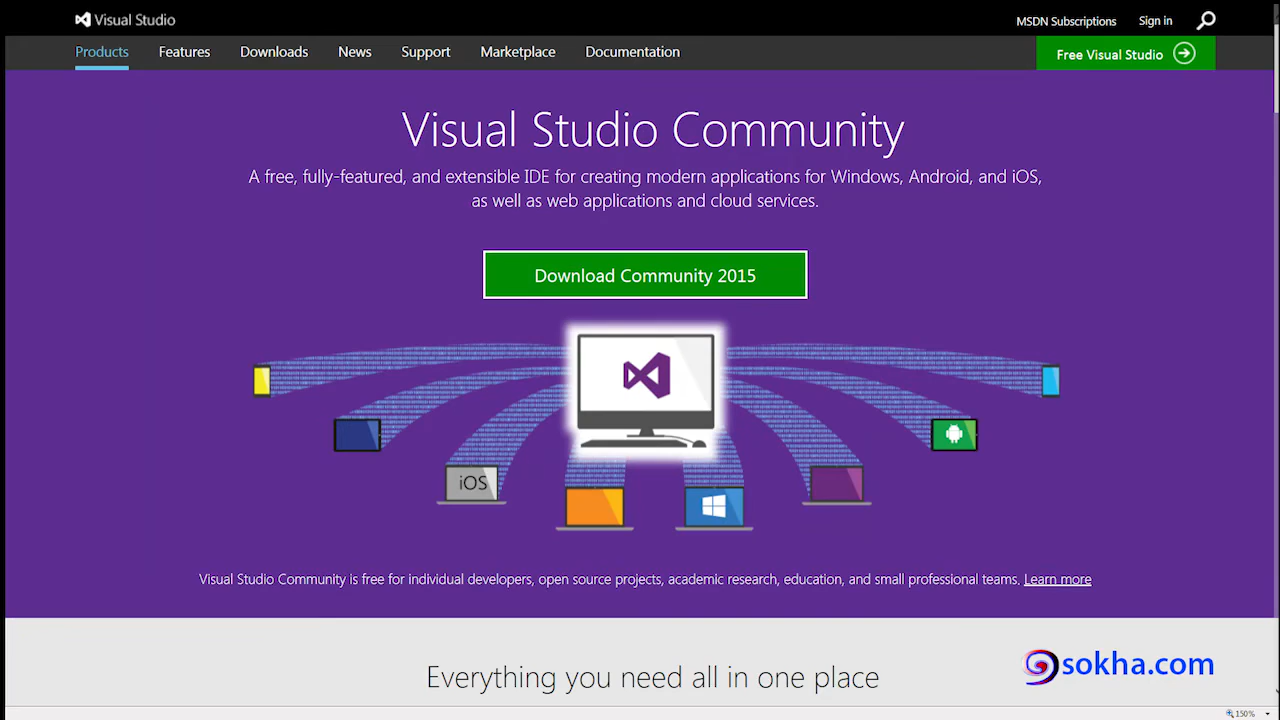 Visual Studio
MSDN Subscriptions
Sign in
Products
Features
Downloads
News
Support
Marketplace
Documentation
Free Visual Studio
Visual Studio Community
A free, fully-featured, and extensible IDE for creating modern applications for Windows, Android, and iOS,
as well as web applications and cloud services.
Download Community 2015
iOS
Visual Studio Community is free for individual developers, open source projects, academic research, education, and small professional teams. Learn more
Everything you need all in one place
sokha.com
150%